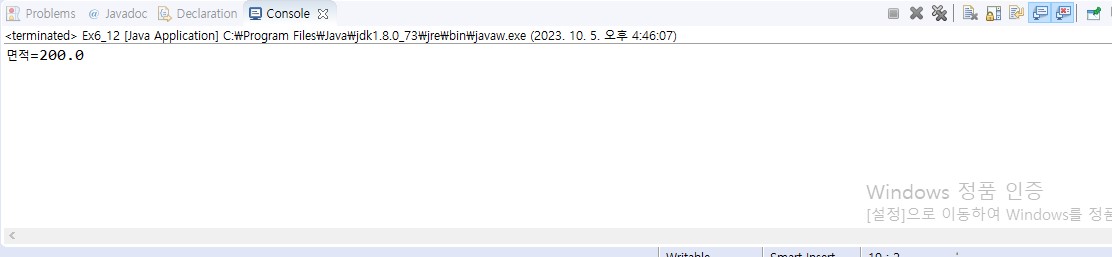 Problems @ Javadoc Declaration Console
<terminated> Ex6_12 [Java Application] C:₩Program Files₩Java₩jdk1.8.0_73₩jre₩bin₩javaw.exe (2023. 10. 5. 오후 4:46:07)
면적=200.0
Windows 정품 인증
[설정]으로 이동하여 Windows를 정품
Writable Smart Insert